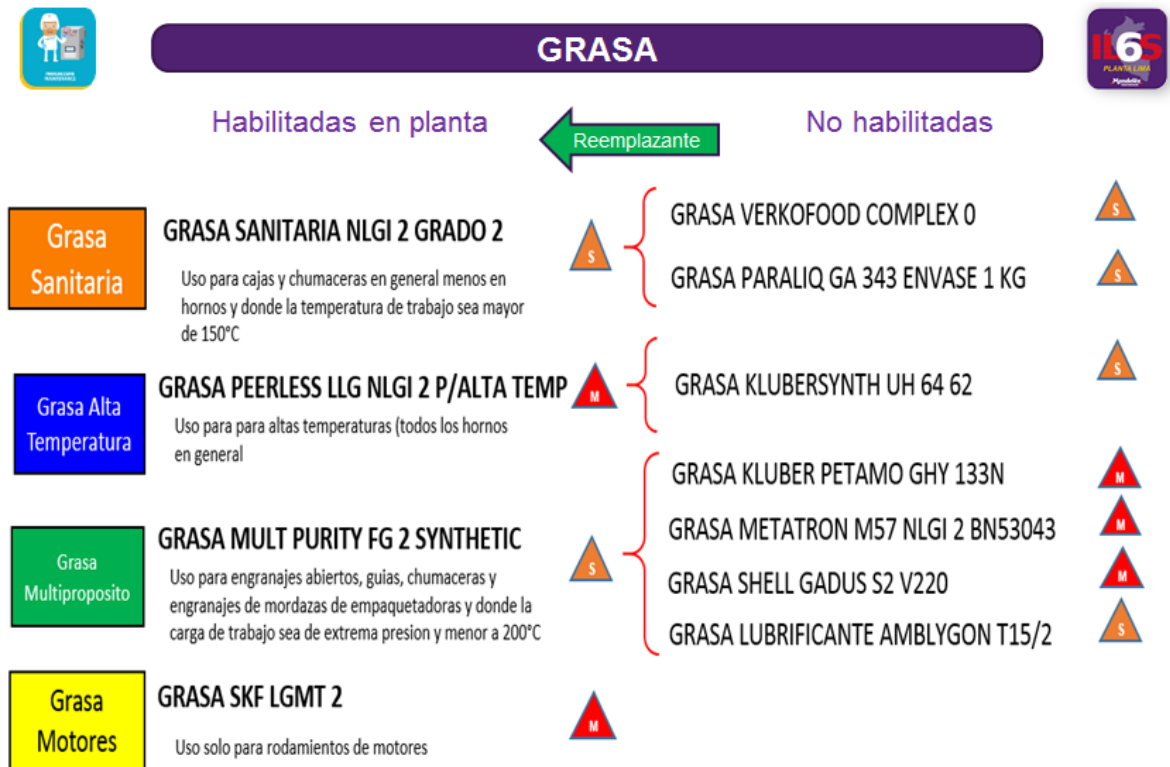 GRASA
PROGRESSIVE
MAINTENANCE
IL6S
PLANTA LIMA
Mondelēz
Habilitadas en planta
Reemplazante
No habilitadas
Grasa
Sanitaria
GRASA SANITARIA NLGI 2 GRADO 2
Uso para cajas y chumaceras en general menos en
hornos y donde la temperatura de trabajo sea mayor
de 150°C
S
GRASA VERKOFOOD COMPLEX 0
S
GRASA PARALIQ GA 343 ENVASE 1 KG
S
Grasa Alta
Temperatura
GRASA PEERLESS LLG NLGI 2 P/ALTA TEMP
Uso para para altas temperaturas (todos los hornos
en general
M
GRASA KLUBERSYNTH UH 64 62
S
Grasa
Multiproposito
GRASA MULT PURITY FG 2 SYNTHETIC
Uso para engranajes abiertos, guias, chumaceras y
engranajes de mordazas de empaquetadoras y donde la
carga de trabajo sea de extrema presion y menor a 200°C
S
GRASA KLUBER PETAMO GHY 133N
M
GRASA METATRON M57 NLGI 2 BN53043
M
GRASA SHELL GADUS S2 V220
M
GRASA LUBRIFICANTE AMBLYGON T15/2
S
Grasa
Motores
GRASA SKF LGMT 2
Uso solo para rodamientos de motores
M